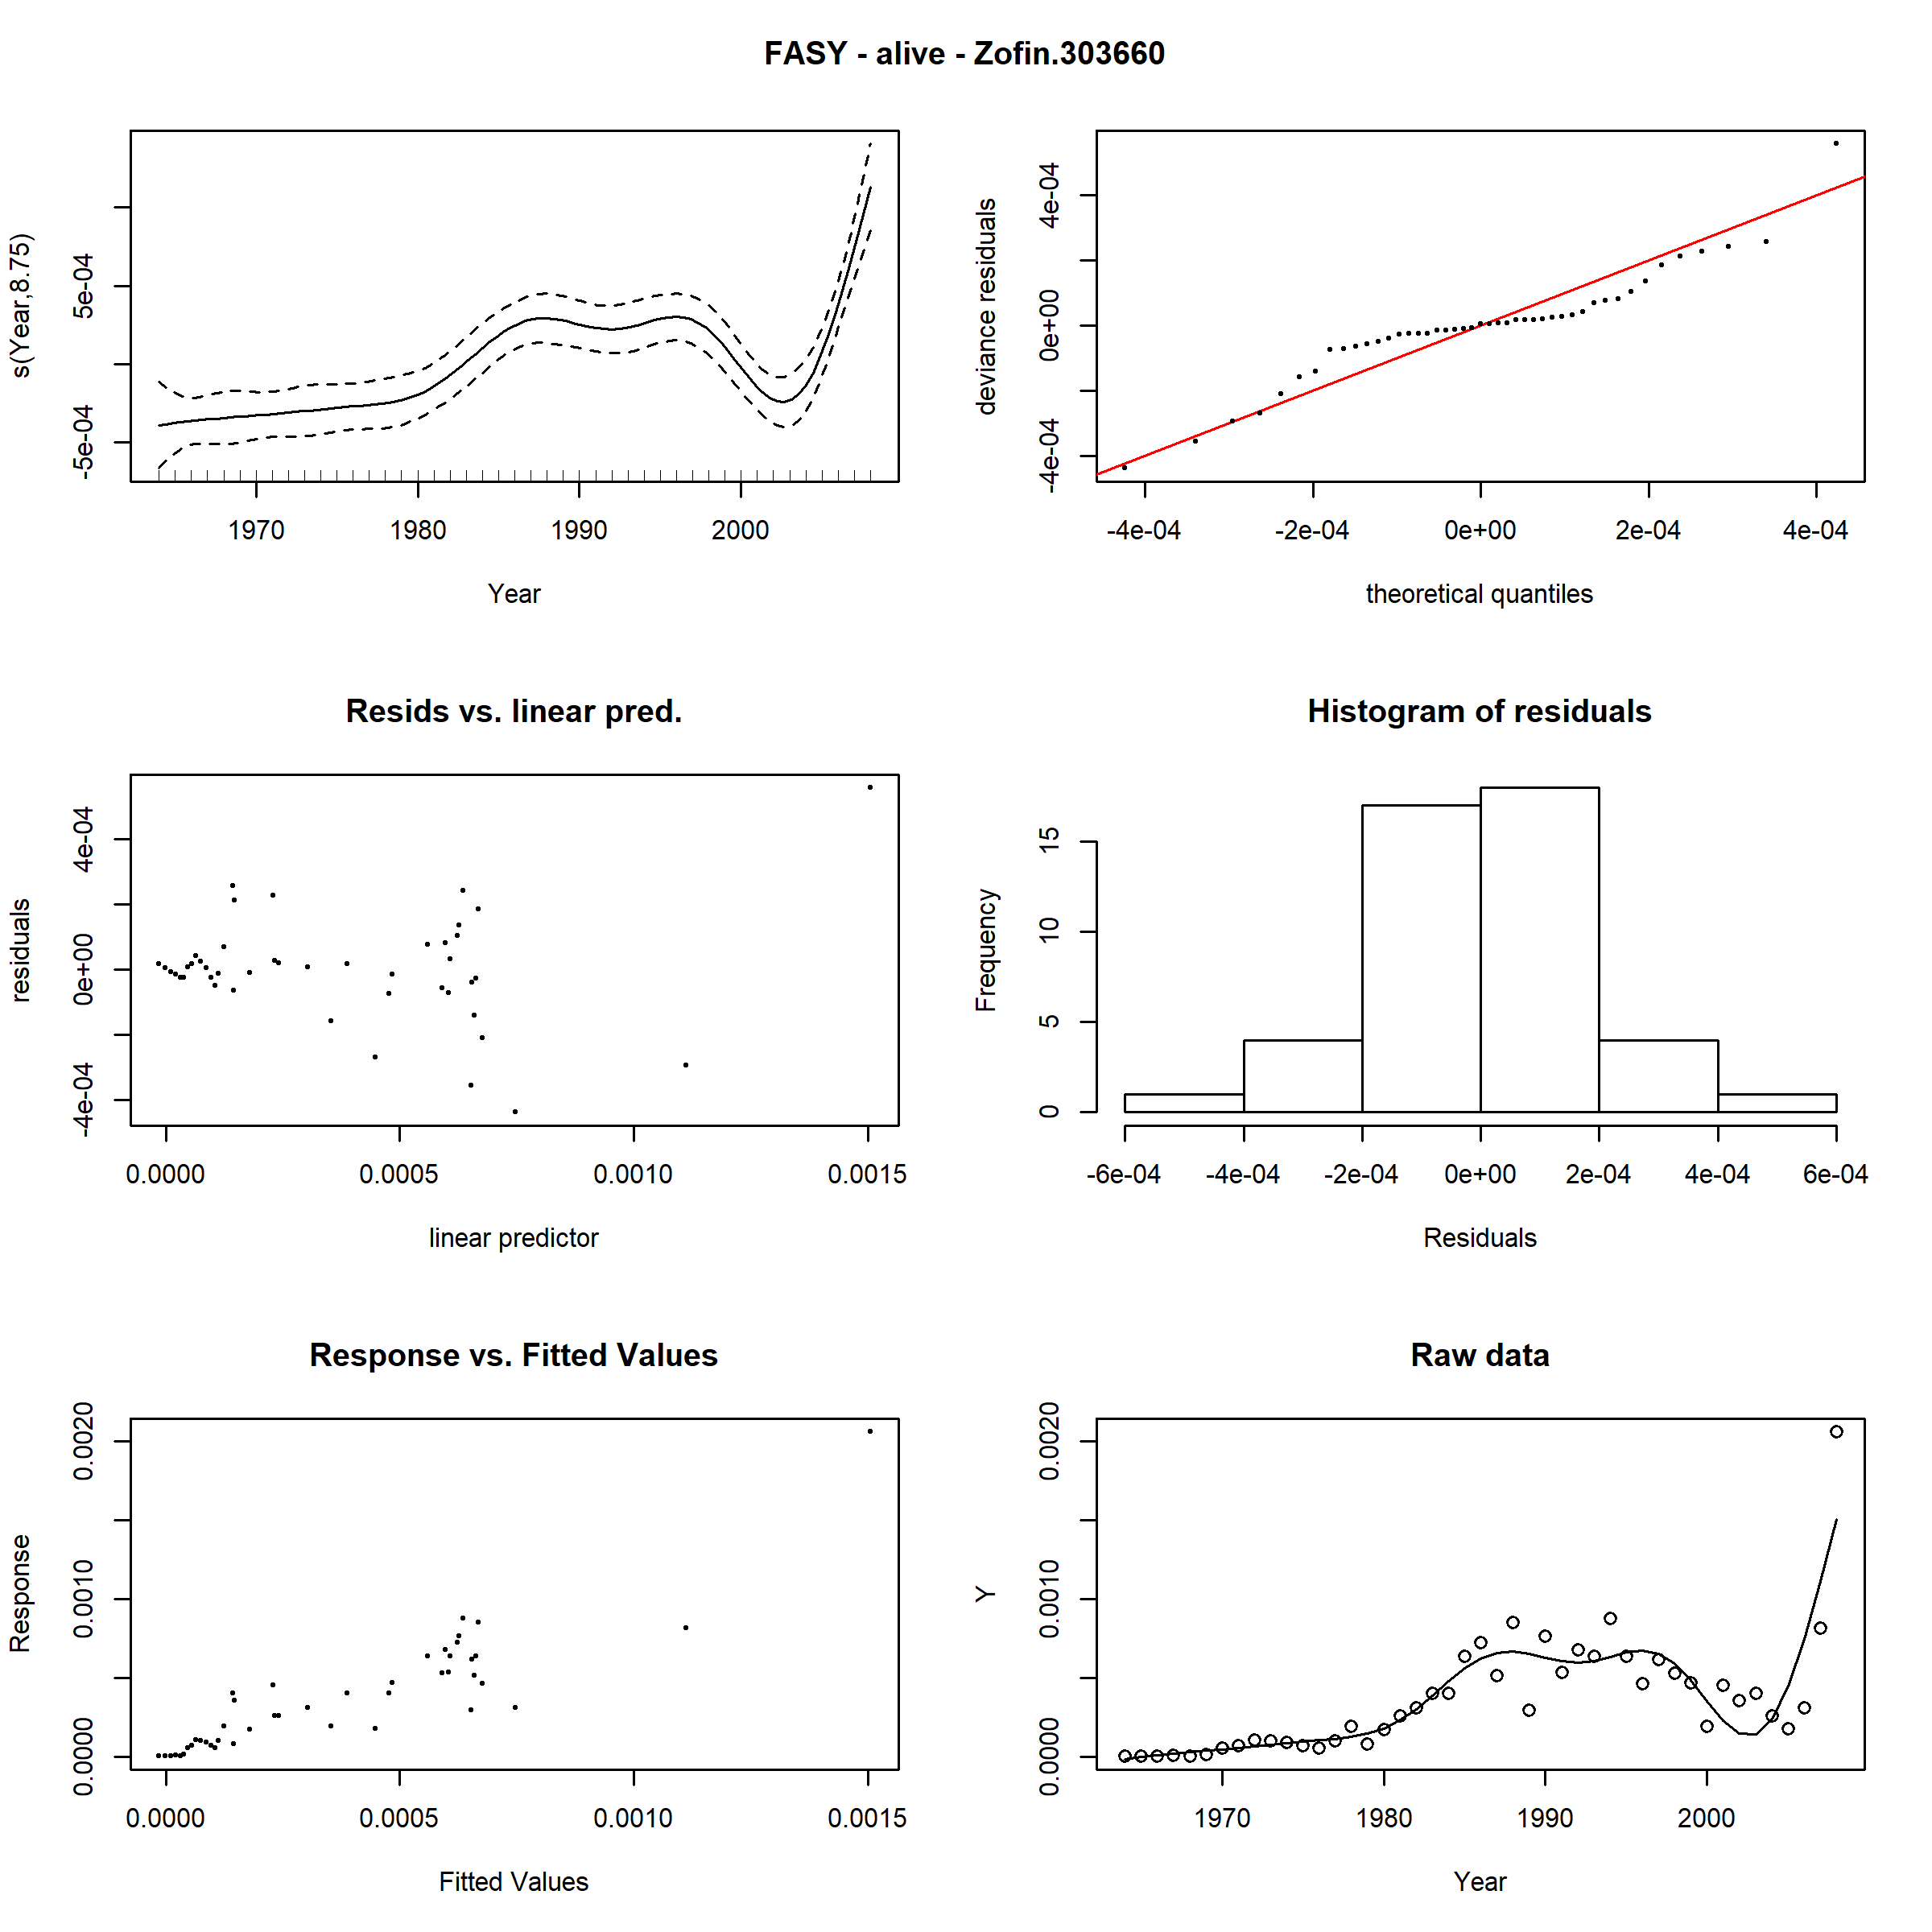 FASY - alive - Zofin.303660
s(Year,8.75)
-5e-04 5e-04
1970 1980 1990 2000
Year
deviance residuals
-4e-04 0e+00 4e-04
-4e-04 -2e-04 0e+00 2e-04 4e-04
theoretical quantiles
Resids vs. linear pred.
residuals
-4e-04 0e+00 4e-04
0.0000 0.0005 0.0010 0.0015
linear predictor
Histogram of residuals
Frequency
0 5 10 15
-6e-04 -4e-04 -2e-04 0e+00 2e-04 4e-04 6e-04
Residuals
Response vs. Fitted Values
Response
0.0000 0.0010 0.0020
0.0000 0.0005 0.0010 0.0015
Fitted Values
Raw data
Y
0.0000 0.0010 0.0020
1970 1980 1990 2000
Year